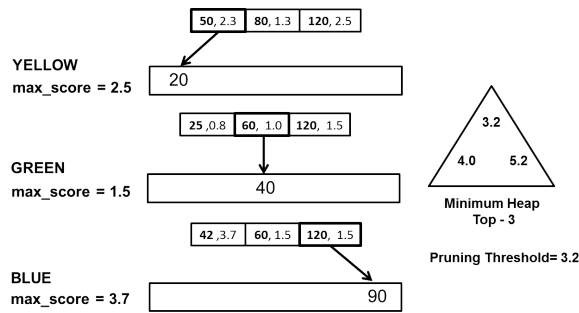 50, 2.3 80, 1.3 120, 2.5
YELLOW
max_score = 2.5
20
25 ,0.8 60, 1.0 120, 1.5
GREEN
max_score = 1.5
40
42 ,3.7 60, 1.5 120, 1.5
BLUE
max_score = 3.7
90
3.2
4.0 5.2
Minimum Heap
Top - 3
Pruning Threshold= 3.2